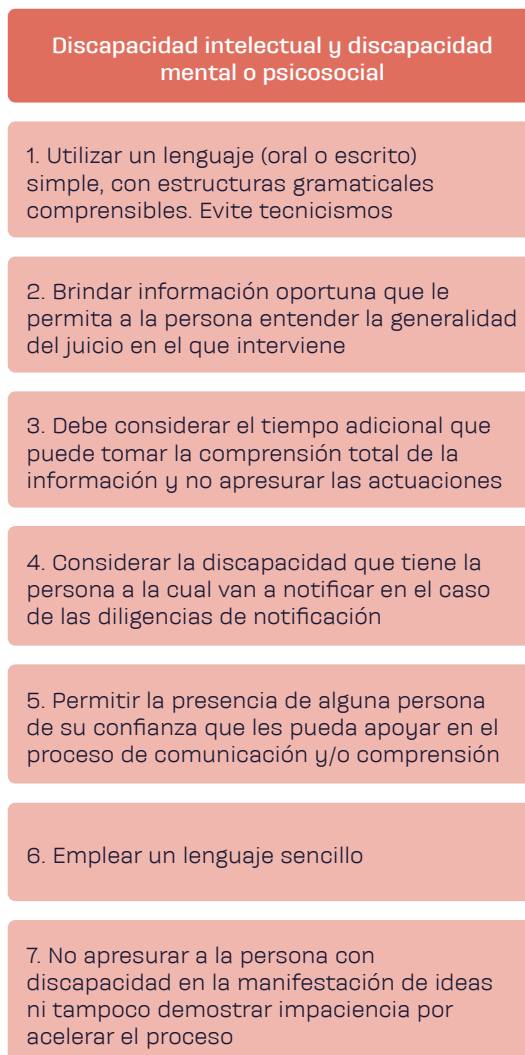 Discapacidad intelectual y discapacidad
mental o psicosocial
1. Utilizar un lenguaje (oral o escrito)
simple, con estructuras gramaticales
comprensibles. Evite tecnicismos
2. Brindar información oportuna que le
permita a la persona entender la generalidad
del juicio en el que interviene
3. Debe considerar el tiempo adicional que
puede tomar la comprensión total de la
información y no apresurar las actuaciones
4. Considerar la discapacidad que tiene la
persona a la cual van a notificar en el caso
de las diligencias de notificación
5. Permitir la presencia de alguna persona
de su confianza que les pueda apoyar en el
proceso de comunicación y/o comprensión
6. Emplear un lenguaje sencillo
7. No apresurar a la persona con
discapacidad en la manifestación de ideas
ni tampoco demostrar impaciencia por
acelerar el proceso